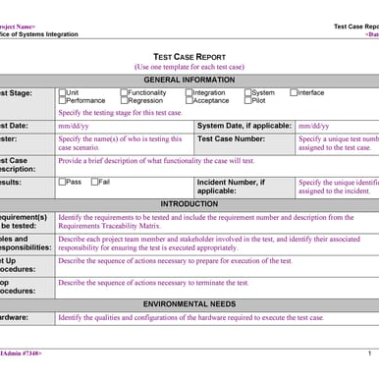 roject Name>
Test Case Repo
fice of Systems Integration
<Dat
TEST CASE REPORT
(Use one template for each test case)
GENERAL INFORMATION
est Stage:
Unit Functionality Integration System Interface
Performance Regression Acceptance Pilot
Specify the testing stage for this test case.
est Date: mm/dd/yy System Date, if applicable: mm/dd/yy
ster: Specify the name(s) of who is testing this Test Case Number: Specify a unique test numb
case scenario. assigned to the test case.
est Case Provide a brief description of what functionality the case will test.
escription:
esults: Pass Fail Incident Number, if Specify the unique identifi
applicable: assigned to the incident.
INTRODUCTION
equirement(s) Identify the requirements to be tested and include the requirement number and description from the
be tested: Requirements Traceability Matrix.
les and Describe each project team member and stakeholder involved in the test, and identify their associated
sponsibilities: responsibility for ensuring the test is executed appropriately.
et Up Describe the sequence of actions necessary to prepare for execution of the test.
ocedures:
op Describe the sequence of actions necessary to terminate the test.
ocedures:
ENVIRONMENTAL NEEDS
ardware: Identify the qualities and configurations of the hardware required to execute the test case.
IAdmin #7348>
1